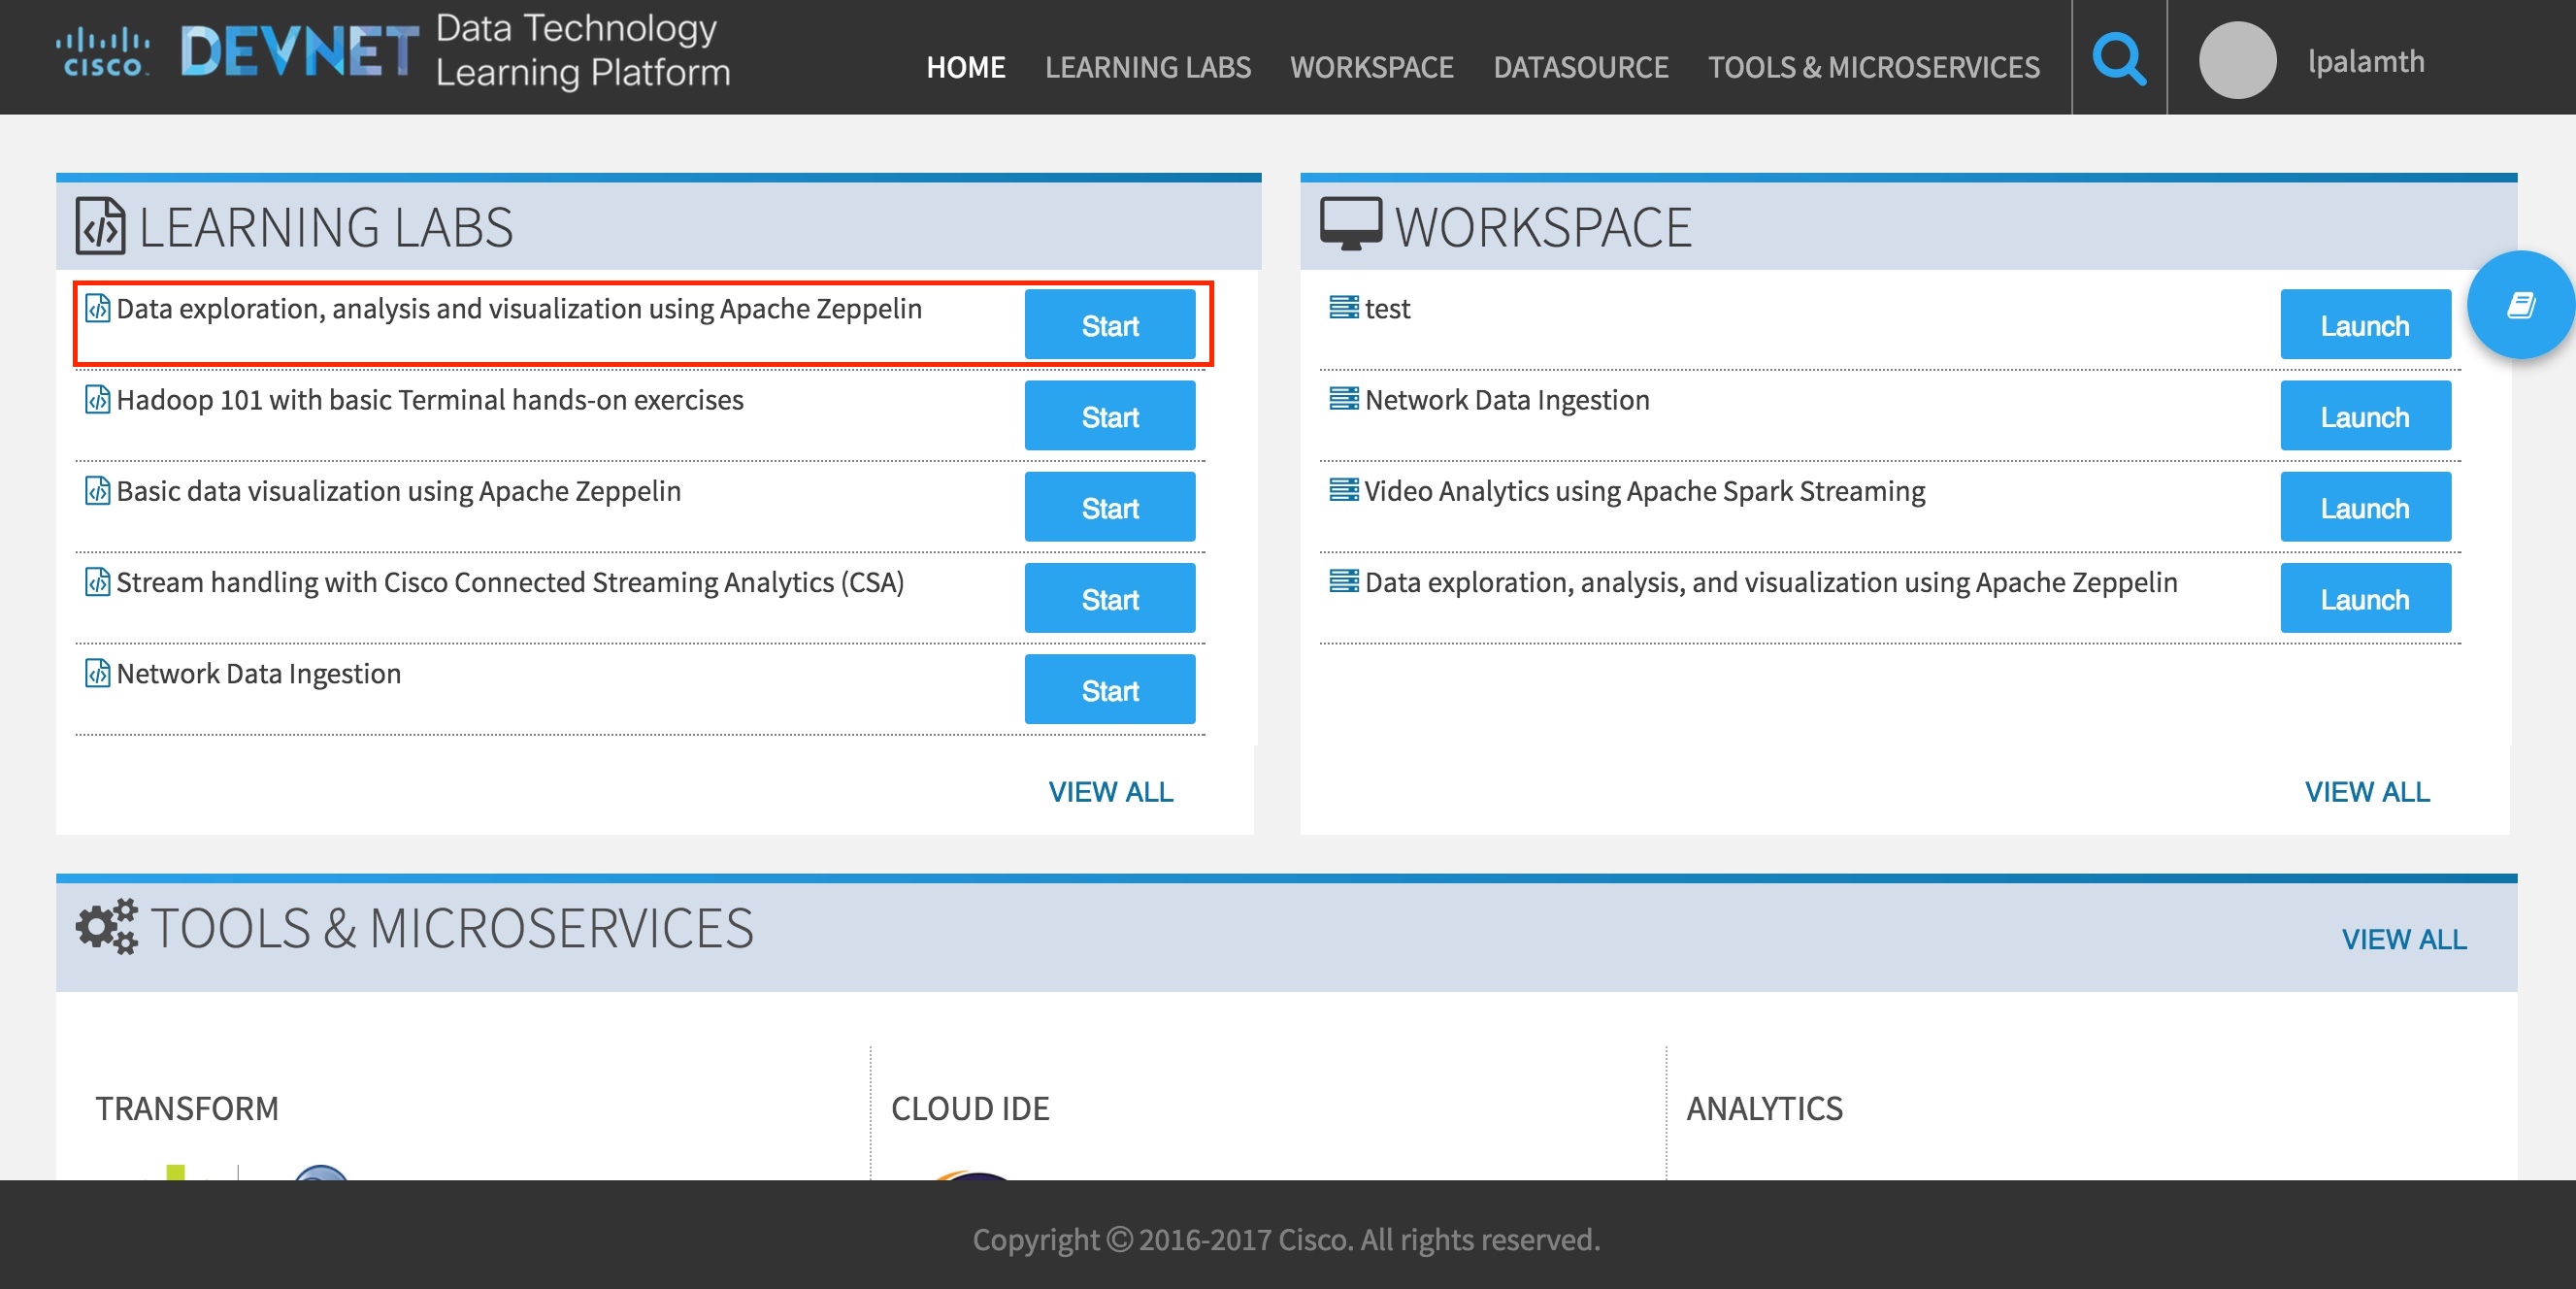 CISCO
DEVNET
Data Technology
Learning Platform
HOME
LEARNING LABS
WORKSPACE
DATASOURCE
TOOLS & MICROSERVICES
lpalamth
LEARNING LABS
Data exploration, analysis and visualization using Apache Zeppelin
Start
Hadoop 101 with basic Terminal hands-on exercises
Start
Basic data visualization using Apache Zeppelin
Start
Stream handling with Cisco Connected Streaming Analytics (CSA)
Start
Network Data Ingestion
Start
VIEW ALL
WORKSPACE
test
Launch
Network Data Ingestion
Launch
Video Analytics using Apache Spark Streaming
Launch
Data exploration, analysis, and visualization using Apache Zeppelin
Launch
VIEW ALL
TOOLS & MICROSERVICES
VIEW ALL
TRANSFORM
CLOUD IDE
ANALYTICS
Copyright © 2016-2017 Cisco. All rights reserved.